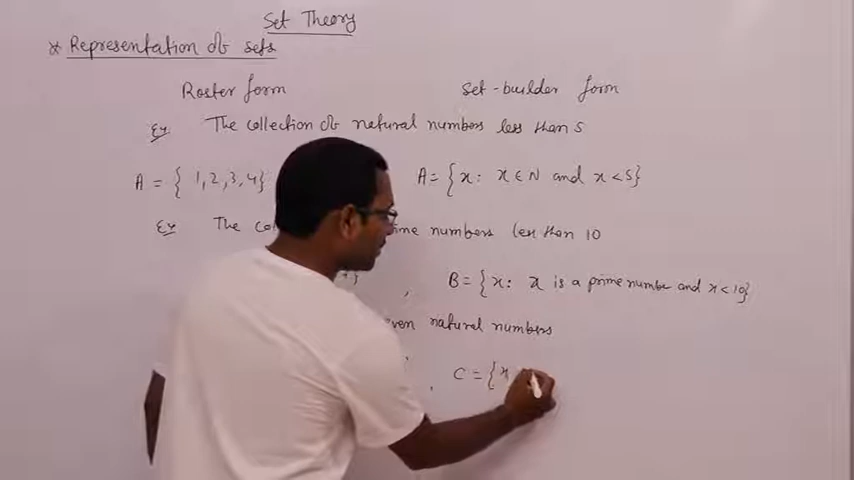 Set Theory
* Representation of sets
Roster form Set-builder form
Ex The collection of natural numbers less than 5
A = { 1, 2, 3, 4} A = {x: x ∈ N and x < 5}
Ex The numbers less than 10
} , B = {x: x is a prime number and x < 10}
even natural numbers
, C = {x